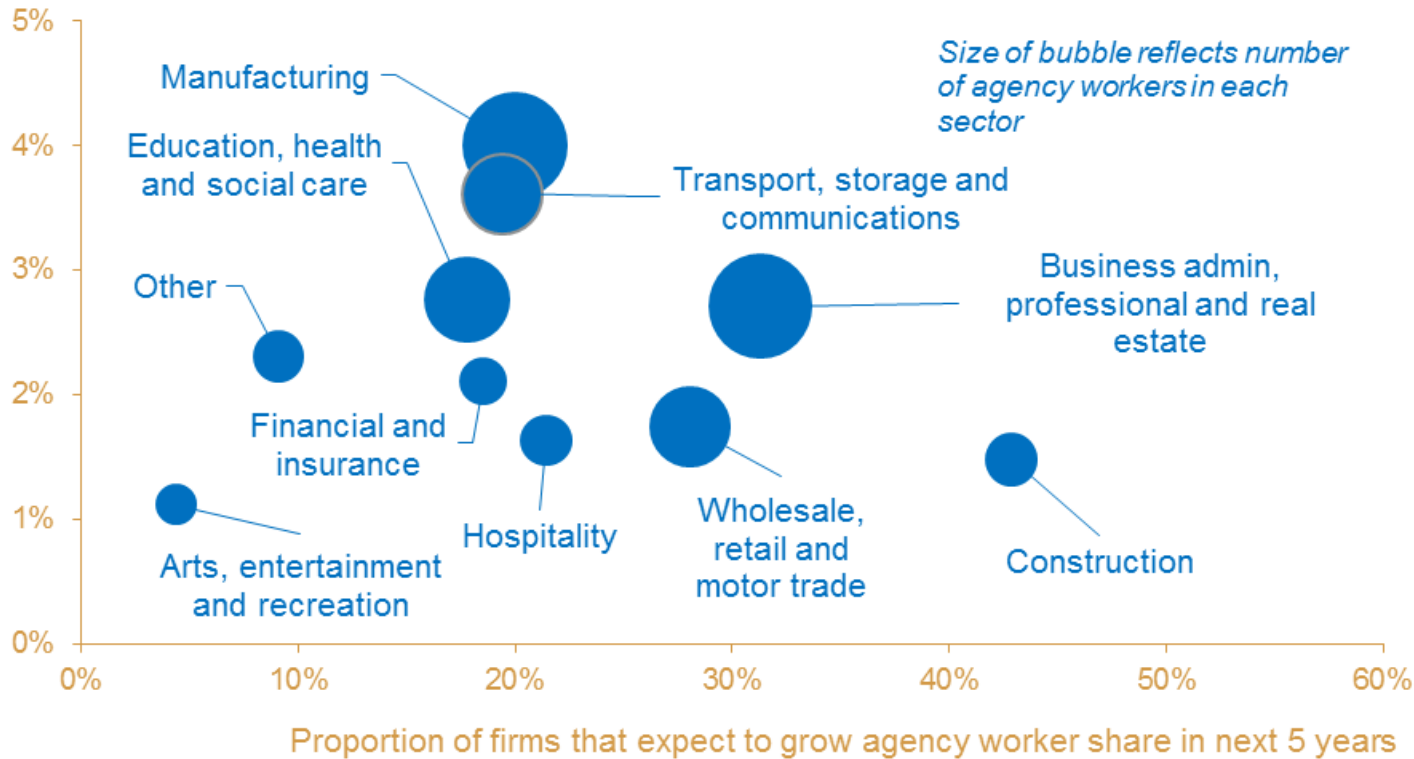 5%
Size of bubble reflects number
of agency workers in each
sector
Manufacturing
4%
Education, health
and social care
Transport, storage and
communications
3%
Business admin,
professional and real
estate
Other
2%
Financial and
insurance
Hospitality
Wholesale,
retail and
motor trade
Construction
1%
Arts, entertainment
and recreation
0%
0% 10% 20% 30% 40% 50% 60%
Proportion of firms that expect to grow agency worker share in next 5 years